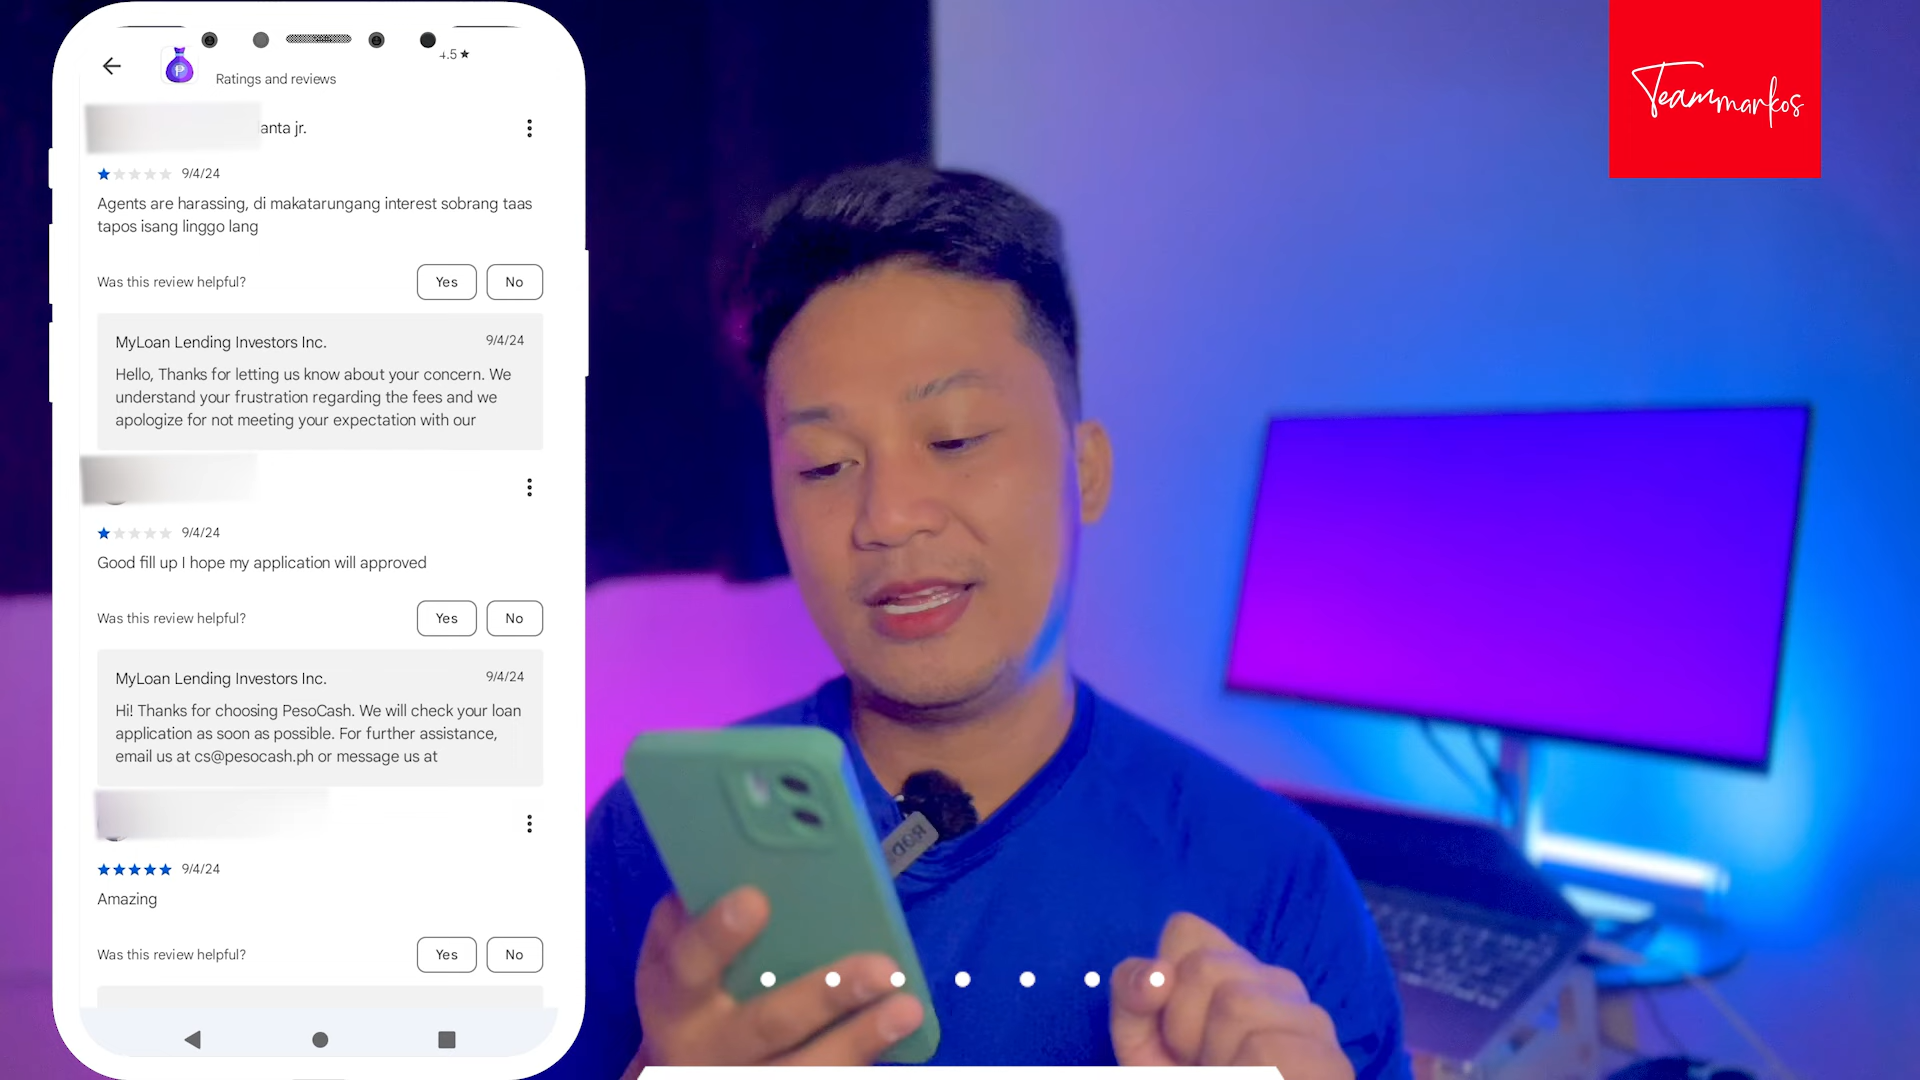 4.5★
Ratings and reviews
anta jr.
9/4/24
Agents are harassing, di makatarungang interest sobrang taas
tapos isang linggo lang
Was this review helpful?
Yes
No
MyLoan Lending Investors Inc.
9/4/24
Hello, Thanks for letting us know about your concern. We
understand your frustration regarding the fees and we
apologize for not meeting your expectation with our
9/4/24
Good fill up I hope my application will approved
Was this review helpful?
Yes
No
MyLoan Lending Investors Inc.
9/4/24
Hi! Thanks for choosing PesoCash. We will check your loan
application as soon as possible. For further assistance,
email us at cs@pesocash.ph or message us at
9/4/24
Amazing
Was this review helpful?
Yes
No
Teammarkos